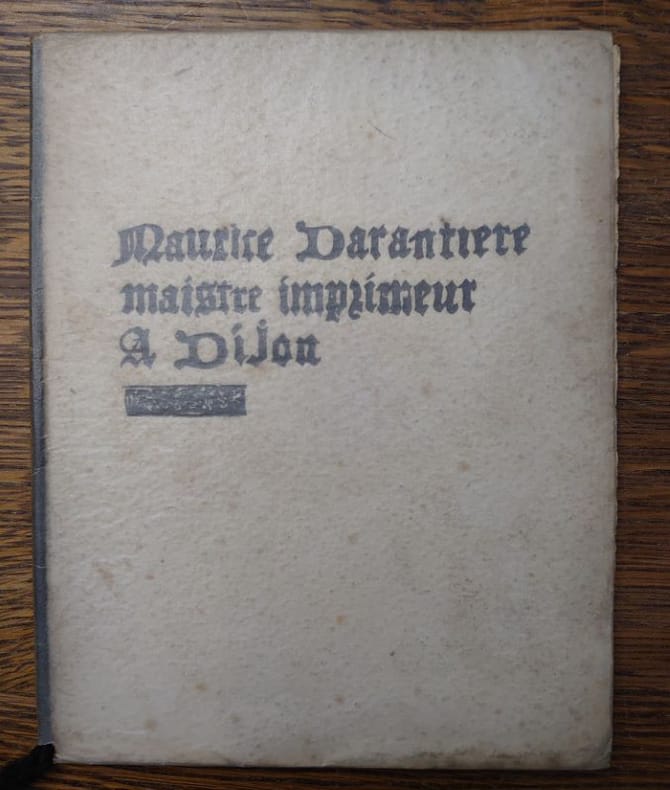 Maurice Darantiere
maistre imprimeur
A Dijon